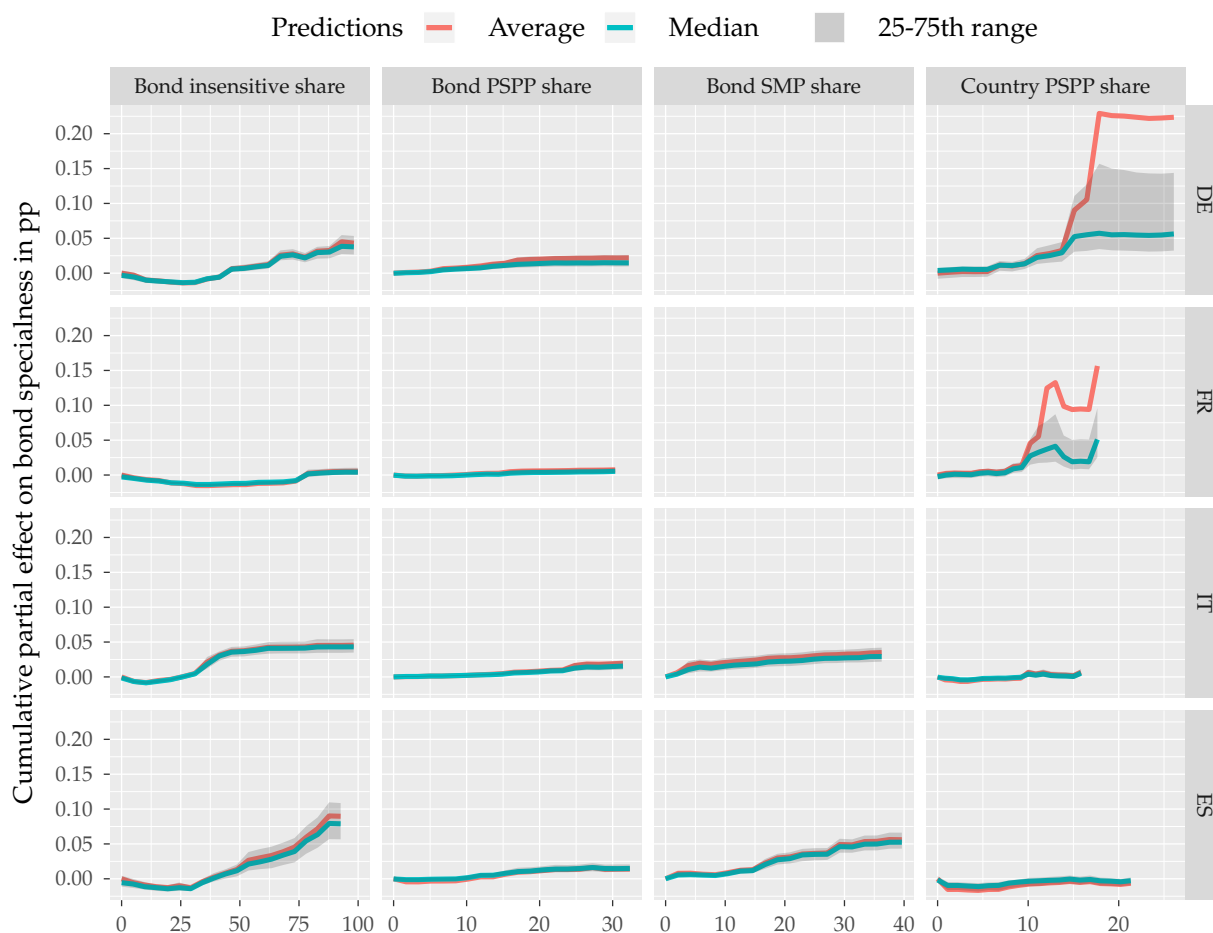 Predictions Average Median 25-75th range
Bond insensitive share Bond PSPP share Bond SMP share Country PSPP share
Cumulative partial effect on bond specialness in pp
0.20
0.15
0.10
0.05
0.00
DE
0.20
0.15
0.10
0.05
0.00
FR
0.20
0.15
0.10
0.05
0.00
IT
0.20
0.15
0.10
0.05
0.00
ES
0 25 50 75 100 0 10 20 30 0 10 20 30 40 0 10 20